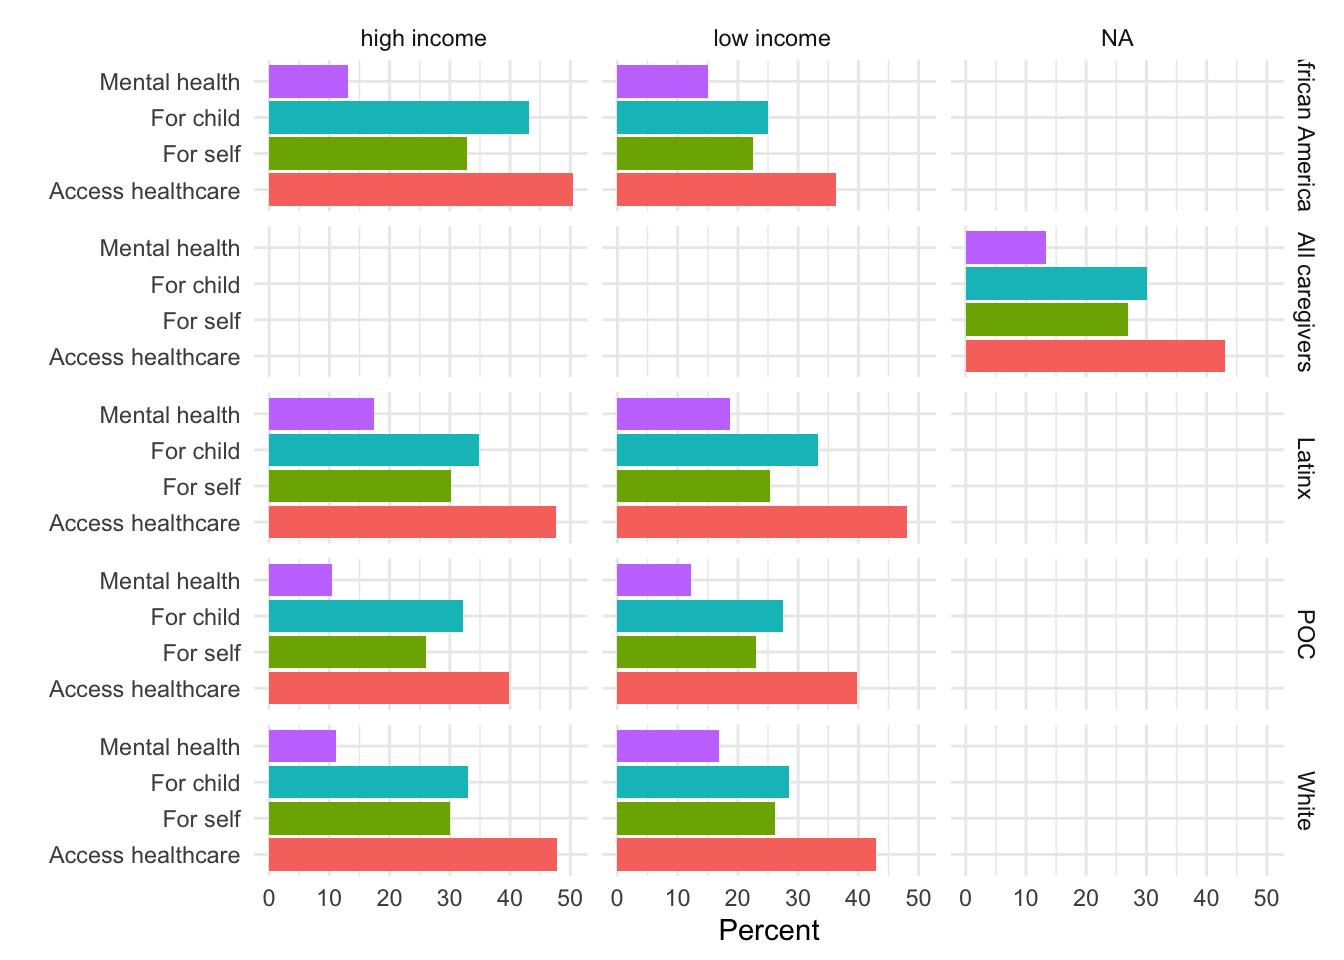 high income low income NA
Mental health
For child
For self
Access healthcare
African America
Mental health
For child
For self
Access healthcare
All caregivers
Mental health
For child
For self
Access healthcare
Latinx
Mental health
For child
For self
Access healthcare
POC
Mental health
For child
For self
Access healthcare
White
0 10 20 30 40 50 0 10 20 30 40 50 0 10 20 30 40 50
Percent